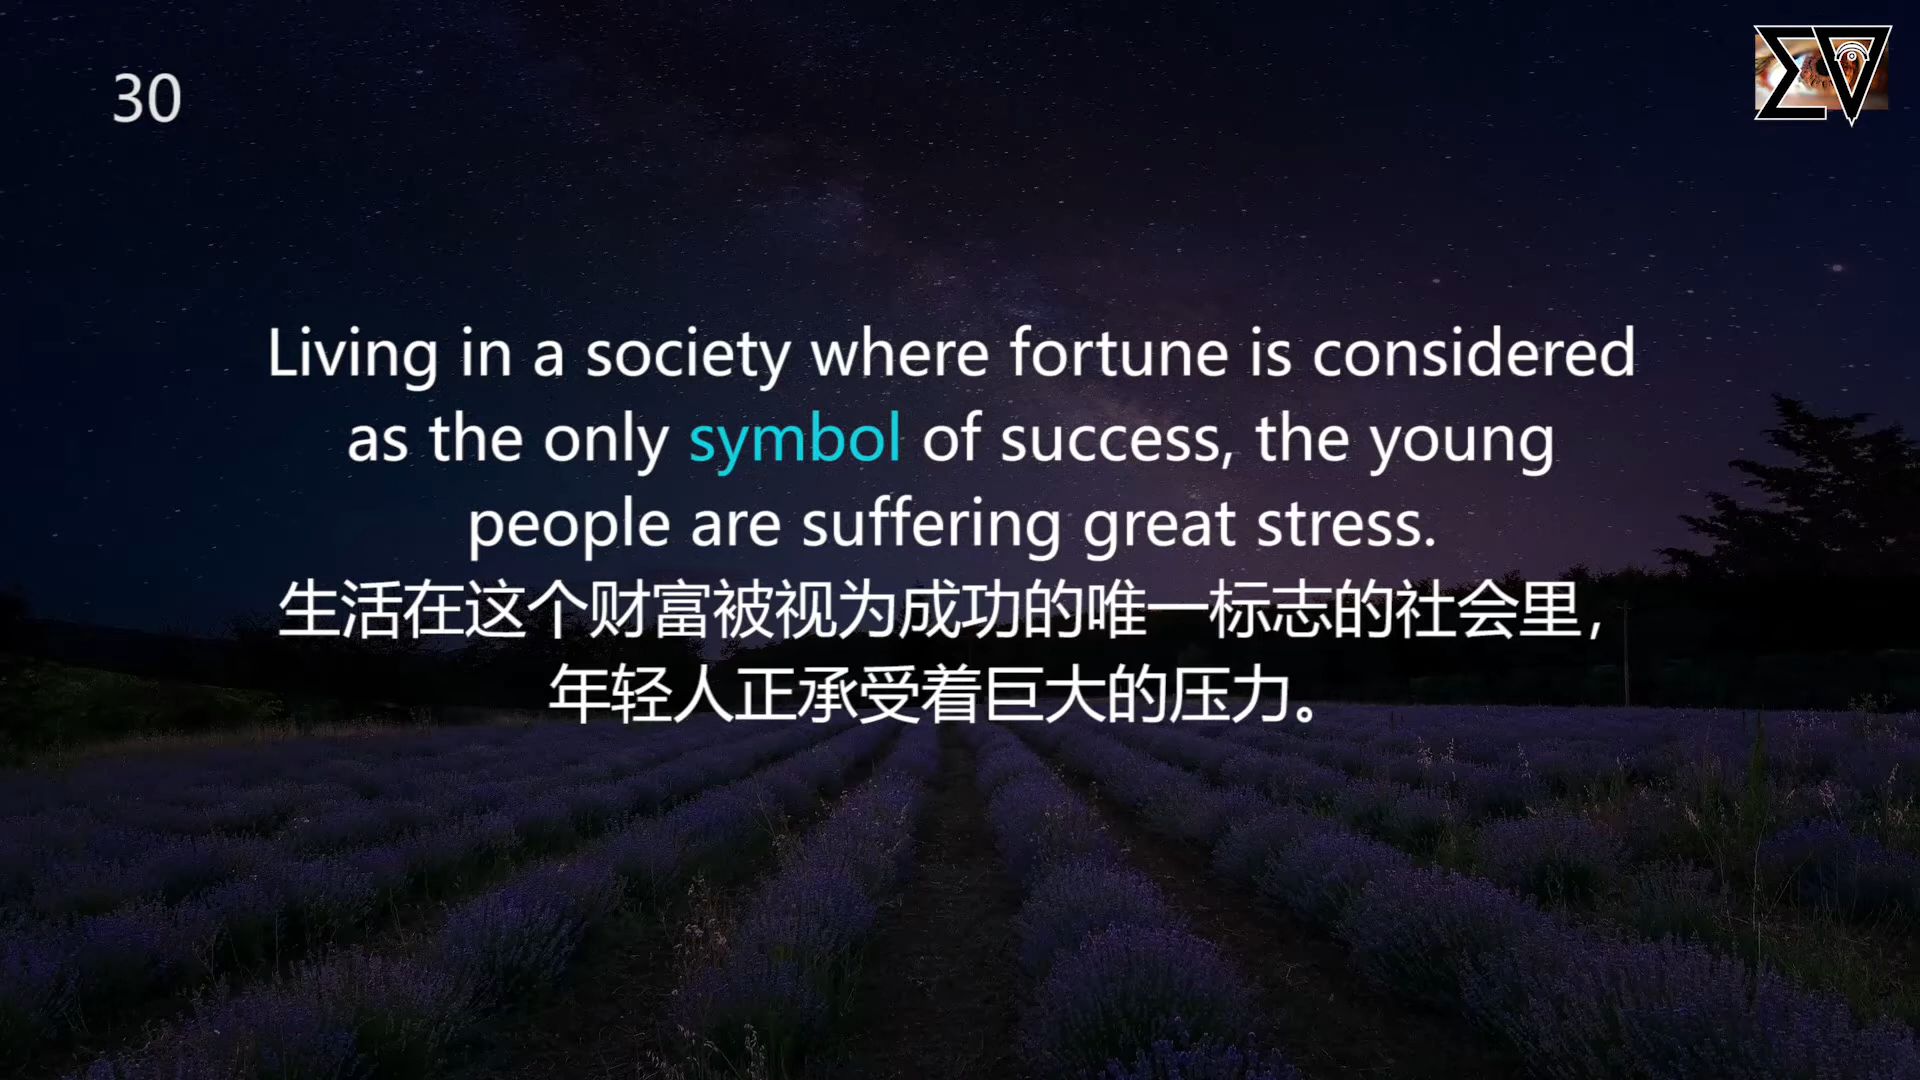 30
Living in a society where fortune is considered
as the only symbol of success, the young
people are suffering great stress.
生活在这个财富被视为成功的唯一标志的社会里，
年轻人正承受着巨大的压力。